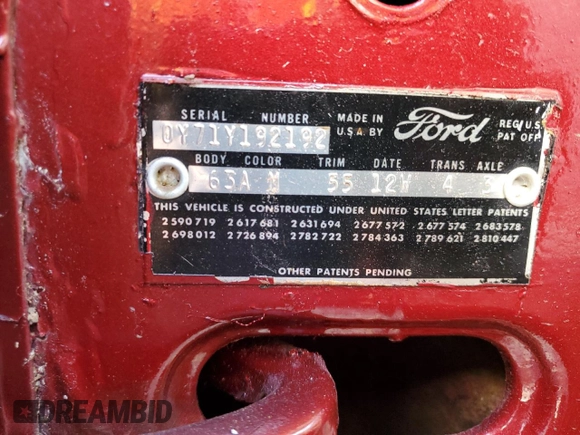 SERIAL NUMBER MADE IN Ford REG. U.S.
0Y71Y192192 U.S.A. BY PAT OFF.
BODY COLOR TRIM DATE TRANS AXLE
63A M 55 12H 4
THIS VEHICLE IS CONSTRUCTED UNDER UNITED STATES LETTER PATENTS
2590719 2617681 2631694 2677572 2677574 2683578
2698012 2726894 2782722 2784363 2789621 2810447
OTHER PATENTS PENDING
DREAMBID